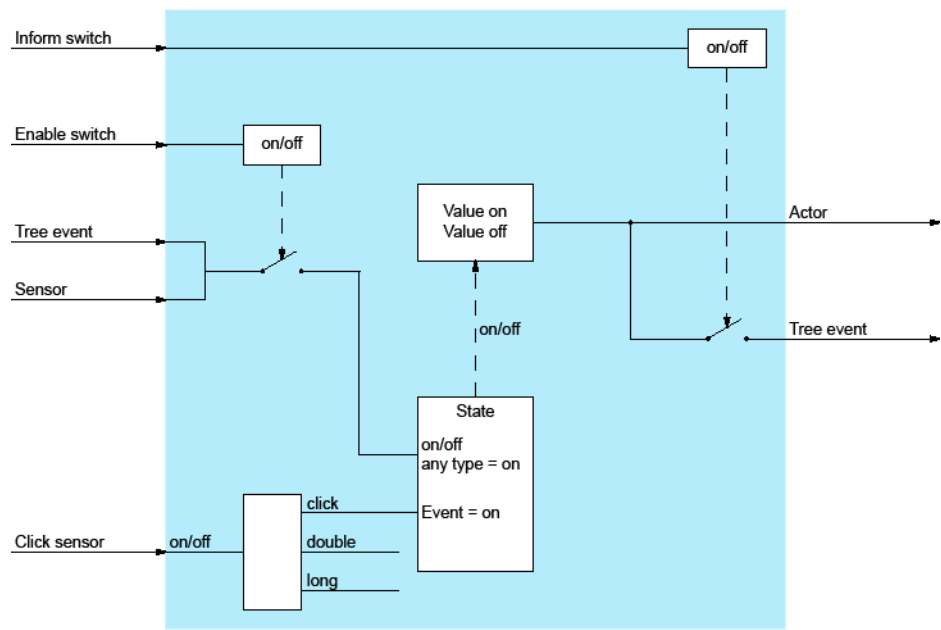 Inform switch
on/off
Enable switch
on/off
Value on
Value off
Actor
Tree event
Sensor
on/off
Tree event
State
on/off
any type = on
click
Event = on
Click sensor
on/off
double
long